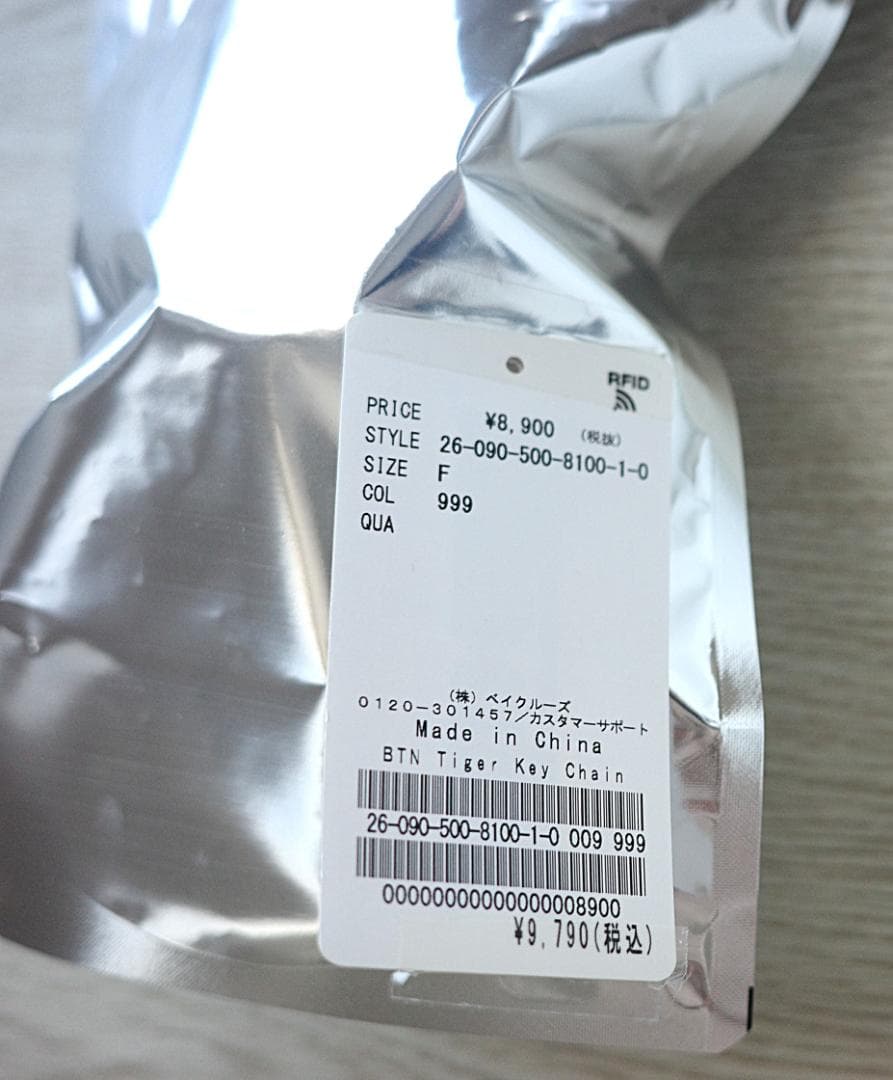 RFID
PRICE ¥8,900 (税抜)
STYLE 26-090-500-8100-1-0
SIZE F
COL 999
QUA
(株)ベイクルーズ
0120-301457/カスタマーサポート
Made in China
BTN Tiger Key Chain
26-090-500-8100-1-0 009 999
00000000000000008900
¥9,790(税込)